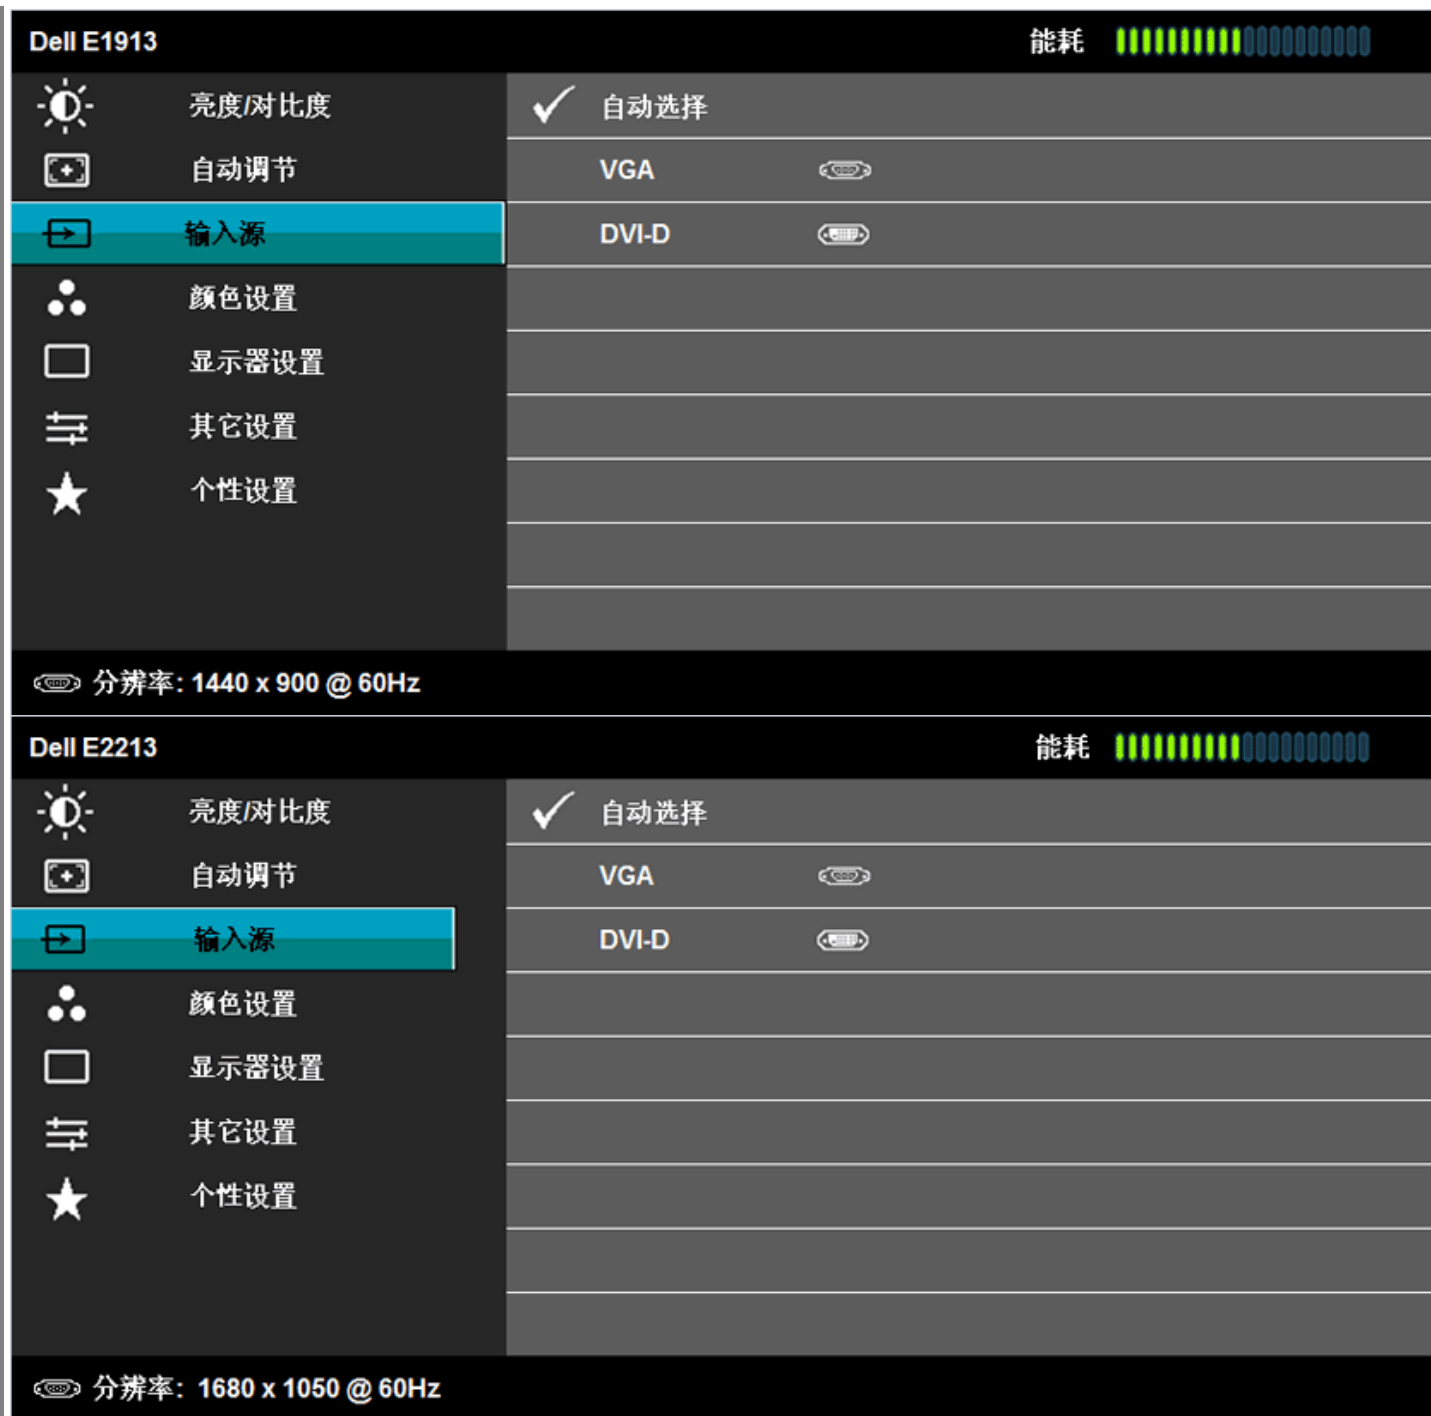 Dell E1913 能耗
亮度/对比度 自动选择
自动调节 VGA
输入源 DVI-D
颜色设置
显示器设置
其它设置
个性设置
分辨率: 1440 x 900 @ 60Hz
Dell E2213 能耗
亮度/对比度 自动选择
自动调节 VGA
输入源 DVI-D
颜色设置
显示器设置
其它设置
个性设置
分辨率: 1680 x 1050 @ 60Hz